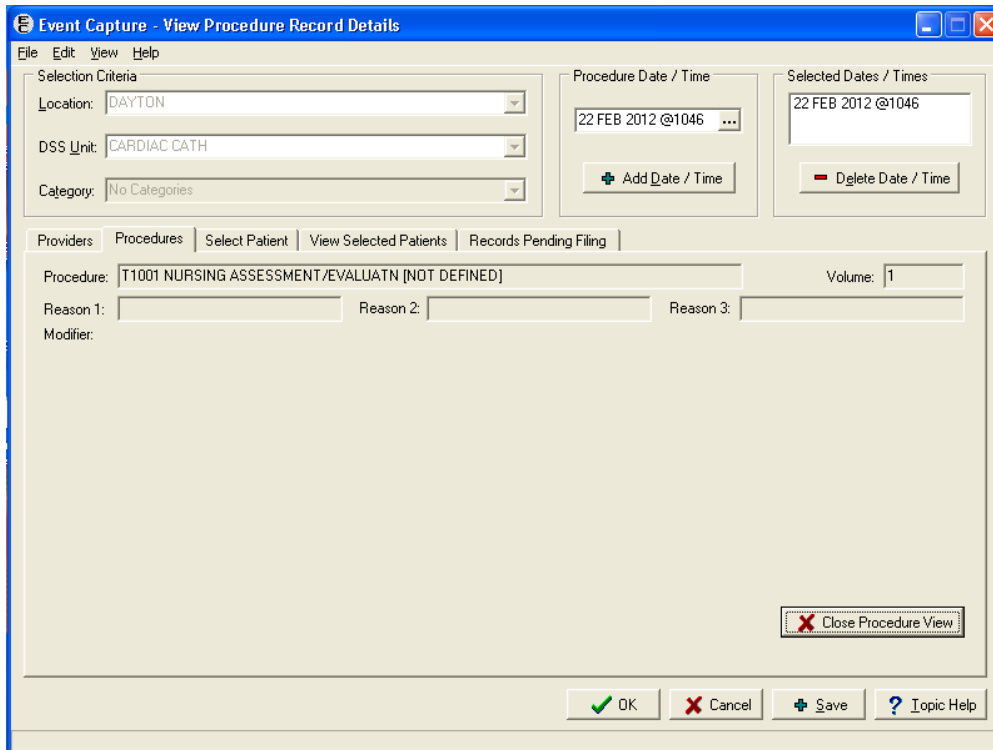 Event Capture - View Procedure Record Details
File Edit View Help
Selection Criteria
Location: DAYTON
DSS Unit: CARDIAC CATH
Category: No Categories
Procedure Date / Time
22 FEB 2012 @1046 ...
Add Date / Time
Selected Dates / Times
22 FEB 2012 @1046
Delete Date / Time
Providers Procedures Select Patient View Selected Patients Records Pending Filing
Procedure: T1001 NURSING ASSESSMENT/EVALUATN [NOT DEFINED] Volume: 1
Reason 1: Reason 2: Reason 3:
Modifier:
Close Procedure View
OK Cancel Save ? Topic Help